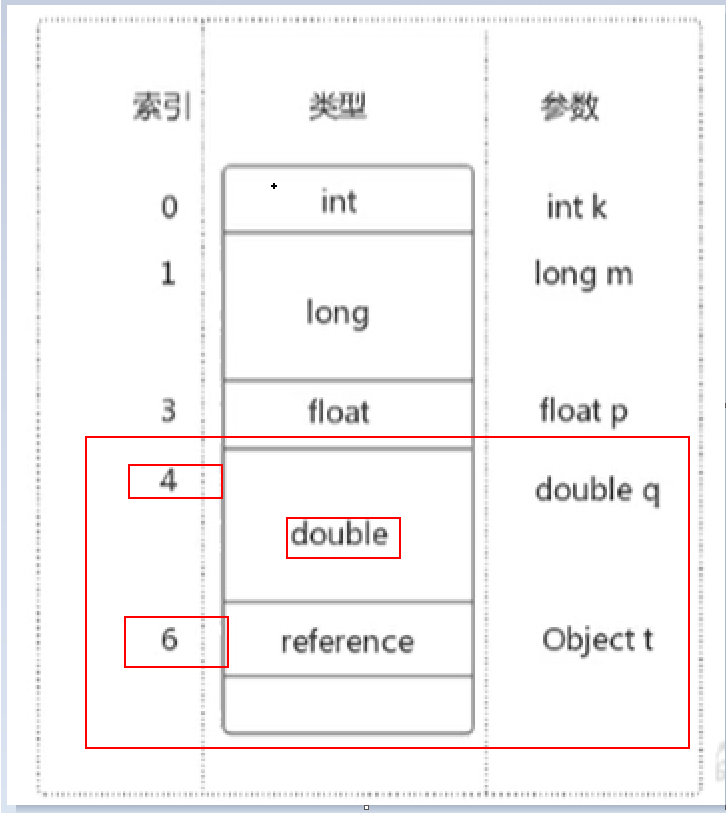 索引 类型 参数
0 int int k
1 long long m
3 float float p
4 double double q
6 reference Object t